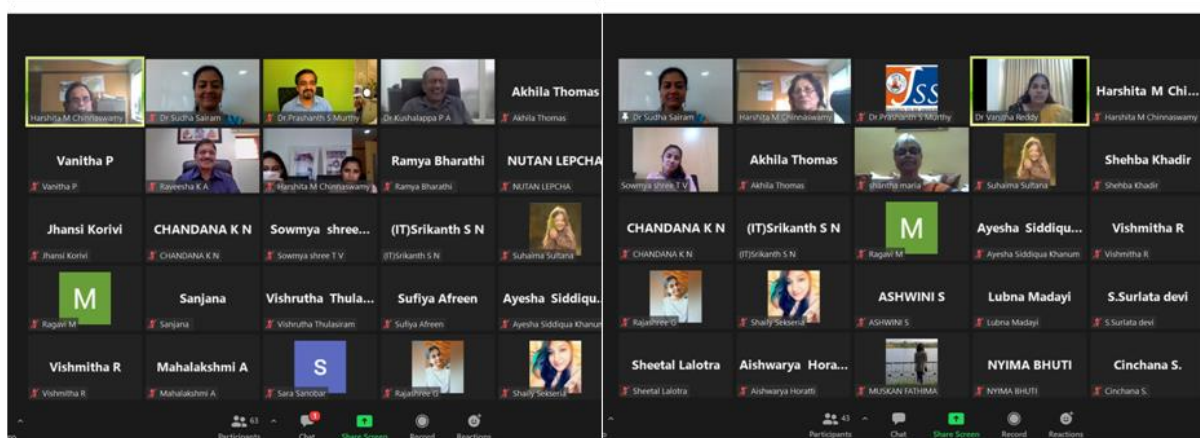 Harshita M Chinnaswamy
Dr Sudha Sairam
Dr Prashanth S Murthy
Dr Kushalappa P A
Akhila Thomas
Akhila Thomas
Vanitha P
Vanitha P
Raveesha K A
Harshita M Chinnaswamy
Ramya Bharathi
Ramya Bharathi
NUTAN LEPCHA
NUTAN LEPCHA
Jhansi Korivi
Jhansi Korivi
CHANDANA K N
CHANDANA K N
Sowmya shree...
Sowmya shree T V
(IT)Srikanth S N
(IT)Srikanth S N
Suhaima Sultana
M
Ragavi M
Sanjana
Sanjana
Vishrutha Thula...
Vishrutha Thulasiram
Sufiya Afreen
Sufiya Afreen
Ayesha Siddiqu...
Ayesha Siddiqua Khanum
Vishmitha R
Vishmitha R
Mahalakshmi A
Mahalakshmi A
S
Sara Sanobar
Rajashree G
Shaily Sekseria
63
Participants
1
Chat
Share Screen
Record
Reactions
Dr Sudha Sairam
Harshita M Chinnaswamy
JSS
Dr Prashanth S Murthy
Dr Vanitha Reddy
Harshita M Chi...
Harshita M Chinnaswamy
Sowmya shree T V
Akhila Thomas
Akhila Thomas
shantha maria
Suhaima Sultana
Shehba Khadir
Shehba Khadir
CHANDANA K N
CHANDANA K N
(IT)Srikanth S N
(IT)Srikanth S N
M
Ragavi M
Ayesha Siddiqu...
Ayesha Siddiqua Khanum
Vishmitha R
Vishmitha R
Rajashree G
Shaily Sekseria
ASHWINI S
ASHWINI S
Lubna Madayi
Lubna Madayi
S.Surlata devi
S.Surlata devi
Sheetal Lalotra
Sheetal Lalotra
Aishwarya Hora...
Aishwarya Horatti
MUSKAN FATHIMA
NYIMA BHUTI
NYIMA BHUTI
Cinchana S.
Cinchana S.
43
Participants
Chat
Share Screen
Record
Reactions